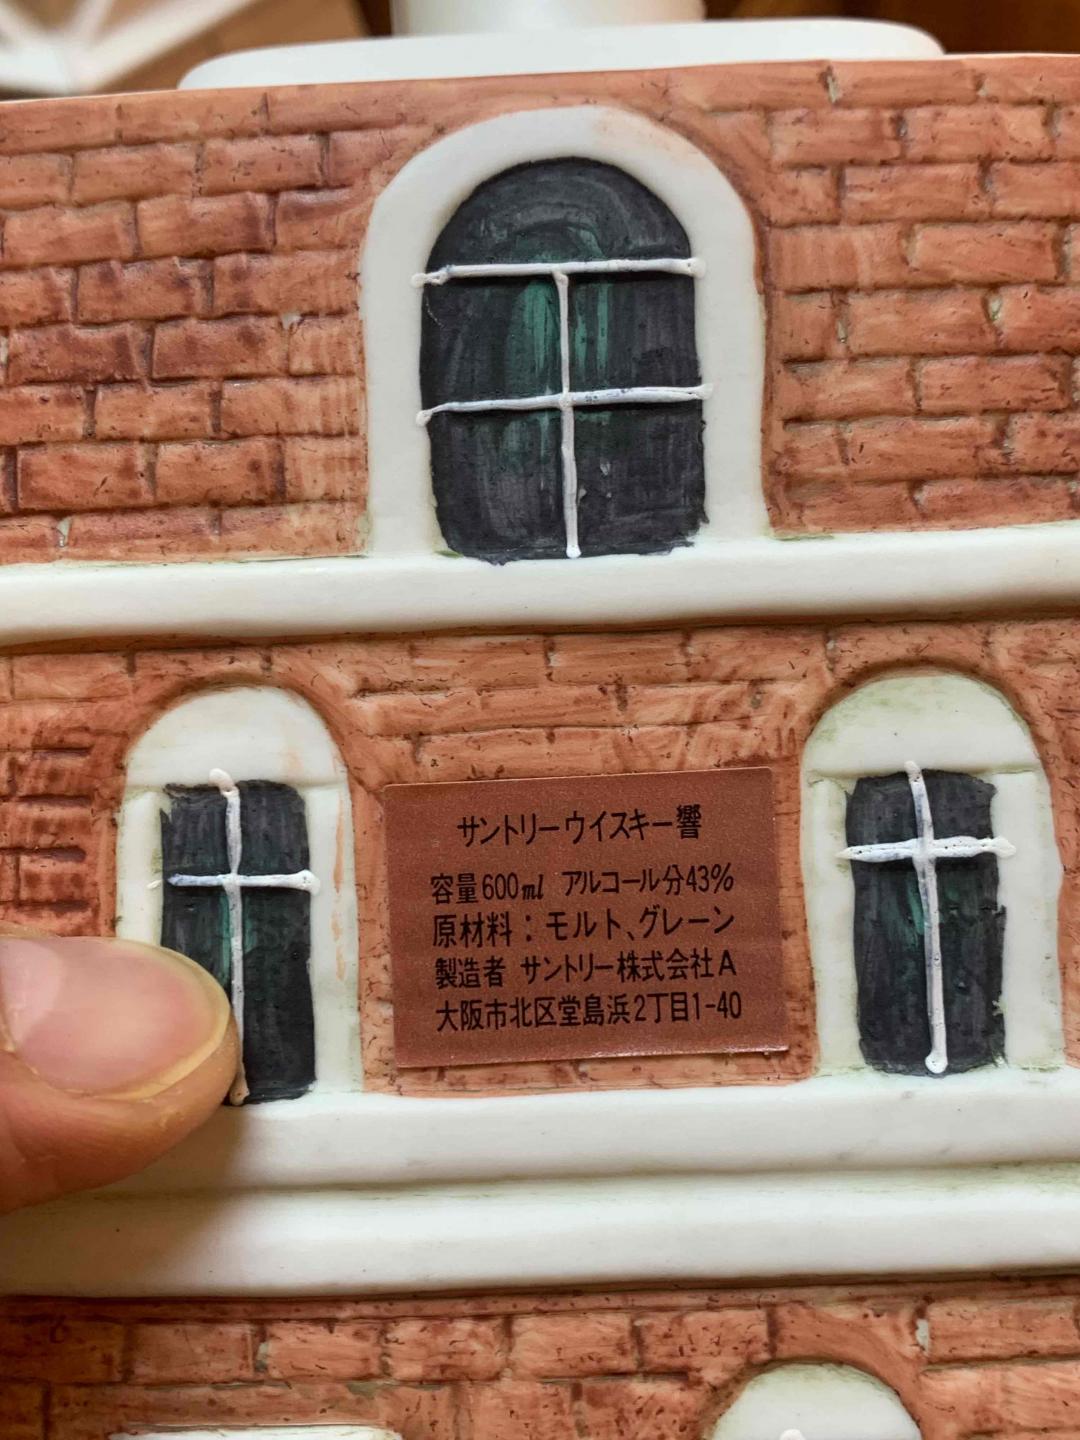 サントリーウイスキー響
容量600ml アルコール分43%
原材料:モルト、グレーン
製造者 サントリー株式会社A
大阪市北区堂島浜2丁目1-40